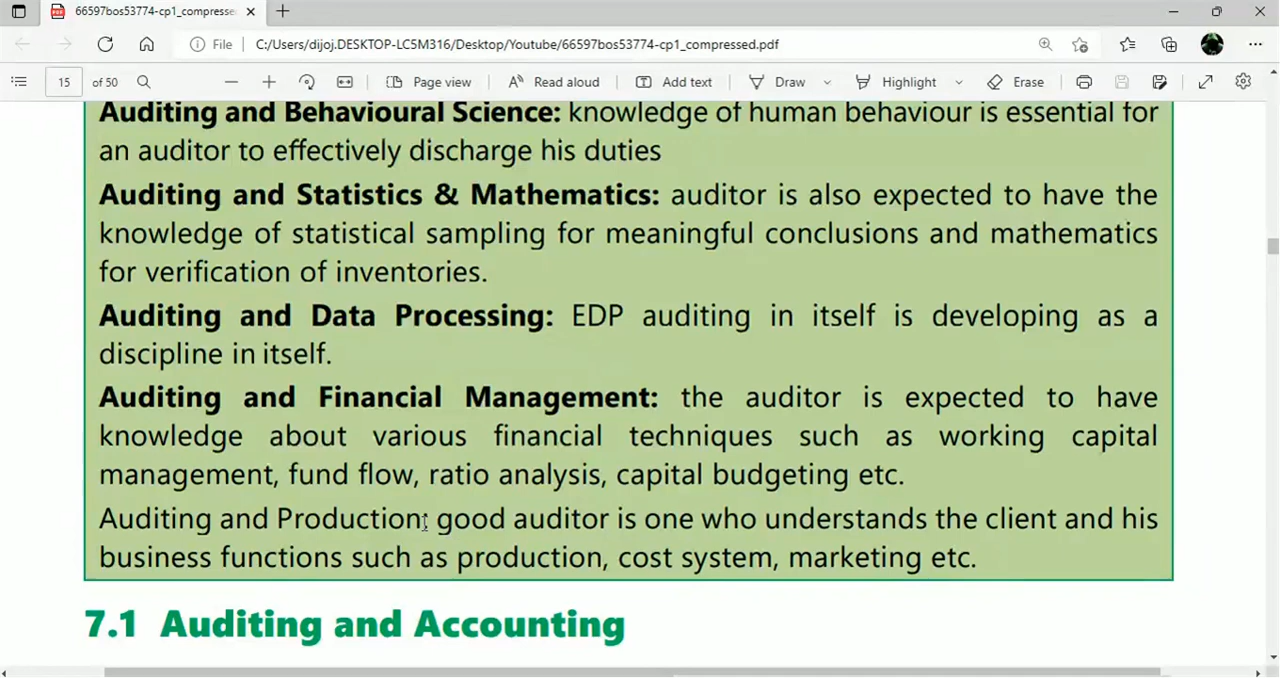 66597bos53774-cp1_compresse
File C:/Users/dijoj.DESKTOP-LC5M316/Desktop/Youtube/66597bos53774-cp1_compressed.pdf
15 of 50 Page view Read aloud Add text Draw Highlight Erase
Auditing and Behavioural Science: knowledge of human behaviour is essential for
an auditor to effectively discharge his duties
Auditing and Statistics & Mathematics: auditor is also expected to have the
knowledge of statistical sampling for meaningful conclusions and mathematics
for verification of inventories.
Auditing and Data Processing: EDP auditing in itself is developing as a
discipline in itself.
Auditing and Financial Management: the auditor is expected to have
knowledge about various financial techniques such as working capital
management, fund flow, ratio analysis, capital budgeting etc.
Auditing and Production: good auditor is one who understands the client and his
business functions such as production, cost system, marketing etc.
7.1 Auditing and Accounting